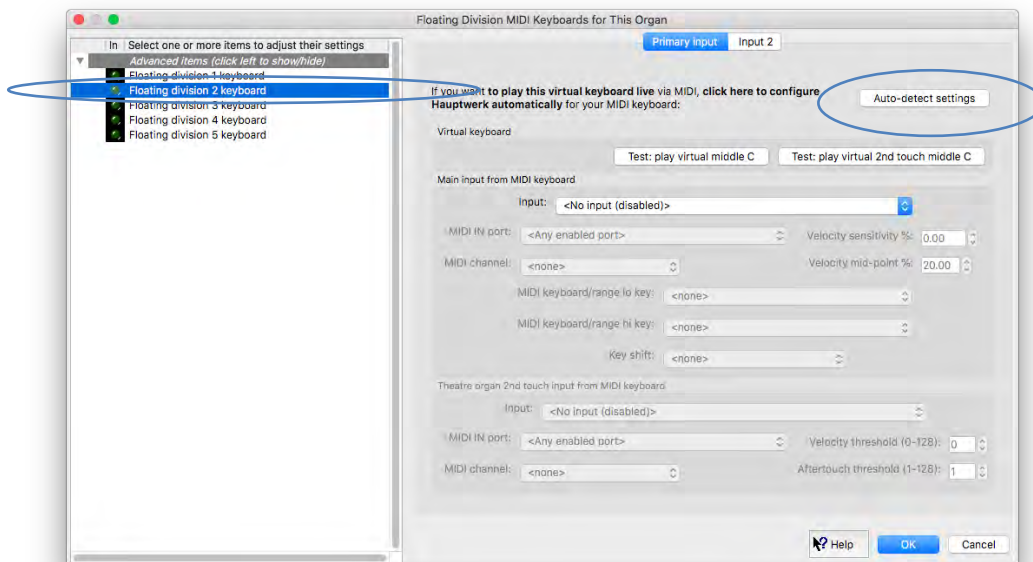 Floating Division MIDI Keyboards for This Organ
In Select one or more items to adjust their settings
Advanced items (click left to show/hide)
Floating division 1 keyboard
Floating division 2 keyboard
Floating division 3 keyboard
Floating division 4 keyboard
Floating division 5 keyboard
Primary input Input 2
If you want to play this virtual keyboard live via MIDI, click here to configure
Hauptwerk automatically for your MIDI keyboard:
Auto-detect settings
Virtual keyboard
Test: play virtual middle C Test: play virtual 2nd touch middle C
Main input from MIDI keyboard
Input: <No input (disabled)>
MIDI IN port: <Any enabled port> Velocity sensitivity %: 0.00
MIDI channel: <none> Velocity mid-point %: 20.00
MIDI keyboard/range lo key: <none>
MIDI keyboard/range hi key: <none>
Key shift: <none>
Theatre organ 2nd touch input from MIDI keyboard
Input: <No input (disabled)>
MIDI IN port: <Any enabled port> Velocity threshold (0-128): 0
MIDI channel: <none> Aftertouch threshold (1-128): 1
Help OK Cancel